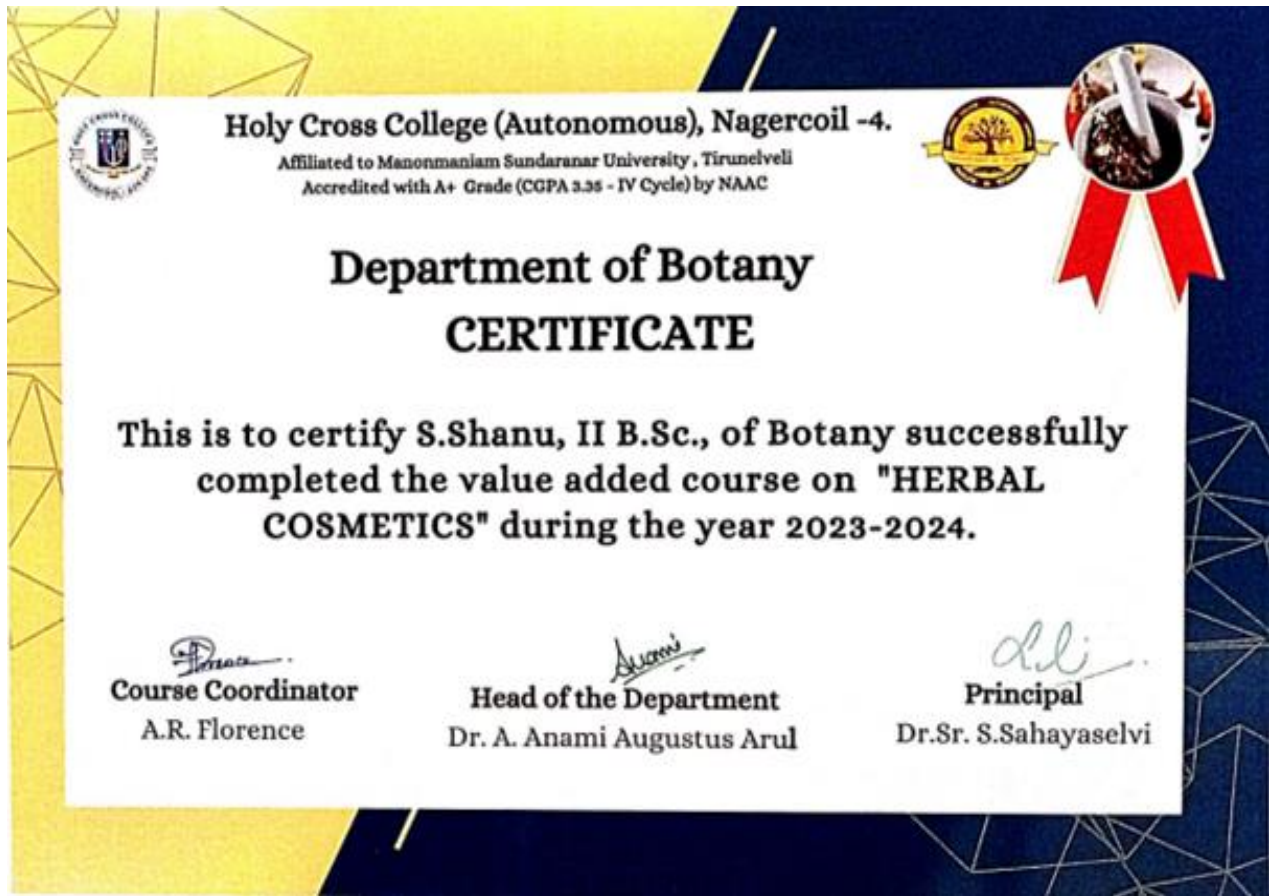 Holy Cross College (Autonomous), Nagercoil -4.
Affiliated to Manonmaniam Sundaranar University, Tirunelveli
Accredited with A+ Grade (CGPA 3.35 - IV Cycle) by NAAC
Department of Botany
CERTIFICATE
This is to certify S.Shanu, II B.Sc., of Botany successfully
completed the value added course on "HERBAL
COSMETICS" during the year 2023-2024.
Florence
Anami
Course Coordinator
Head of the Department
Principal
A.R. Florence
Dr. A. Anami Augustus Arul
Dr.Sr. S.Sahayaselvi